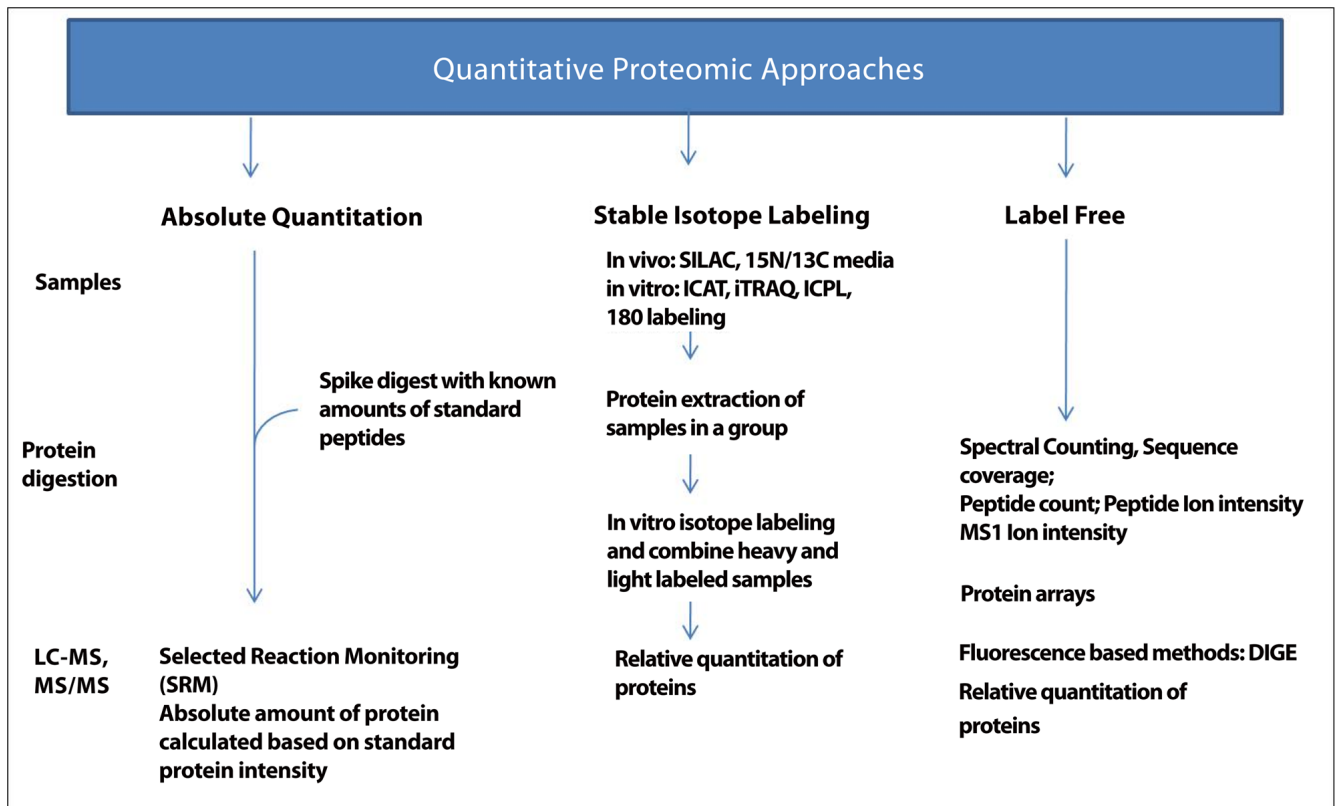 Quantitative Proteomic Approaches
Absolute Quantitation
Stable Isotope Labeling
Label Free
Samples
Protein
digestion
LC-MS,
MS/MS
Spike digest with known
amounts of standard
peptides
Selected Reaction Monitoring
(SRM)
Absolute amount of protein
calculated based on standard
protein intensity
In vivo: SILAC, 15N/13C media
in vitro: ICAT, iTRAQ, ICPL,
180 labeling
Protein extraction of
samples in a group
In vitro isotope labeling
and combine heavy and
light labeled samples
Relative quantitation of
proteins
Spectral Counting, Sequence
coverage;
Peptide count; Peptide Ion intensity
MS1 Ion intensity
Protein arrays
Fluorescence based methods: DIGE
Relative quantitation of
proteins